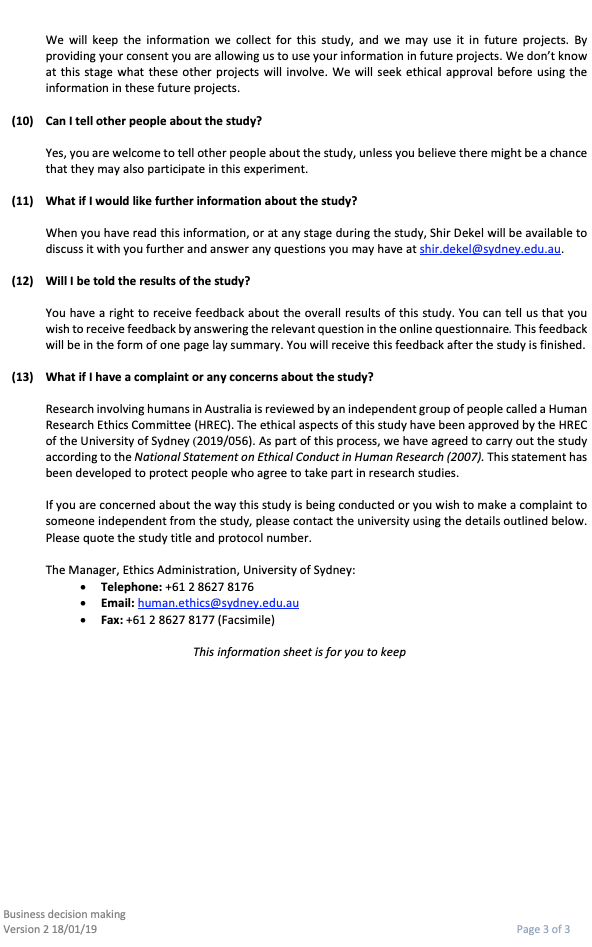 We will keep the information we collect for this study, and we may use it in future projects. By
providing your consent you are allowing us to use your information in future projects. We don't know
at this stage what these other projects will involve. We will seek ethical approval before using the
information in these future projects.
(10) Can I tell other people about the study?
Yes, you are welcome to tell other people about the study, unless you believe there might be a chance
that they may also participate in this experiment.
(11) What if I would like further information about the study?
When you have read this information, or at any stage during the study, Shir Dekel will be available to
discuss it with you further and answer any questions you may have at shir.dekel@sydney.edu.au.
(12) Will I be told the results of the study?
You have a right to receive feedback about the overall results of this study. You can tell us that you
wish to receive feedback by answering the relevant question in the online questionnaire. This feedback
will be in the form of one page lay summary. You will receive this feedback after the study is finished.
(13) What if I have a complaint or any concerns about the study?
Research involving humans in Australia is reviewed by an independent group of people called a Human
Research Ethics Committee (HREC). The ethical aspects of this study have been approved by the HREC
of the University of Sydney (2019/056). As part of this process, we have agreed to carry out the study
according to the National Statement on Ethical Conduct in Human Research (2007). This statement has
been developed to protect people who agree to take part in research studies.
If you are concerned about the way this study is being conducted or you wish to make a complaint to
someone independent from the study, please contact the university using the details outlined below.
Please quote the study title and protocol number.
The Manager, Ethics Administration, University of Sydney:
• Telephone: +61 2 8627 8176
• Email: human.ethics@sydney.edu.au
• Fax: +61 2 8627 8177 (Facsimile)
This information sheet is for you to keep
Business decision making
Version 2 18/01/19
Page 3 of 3